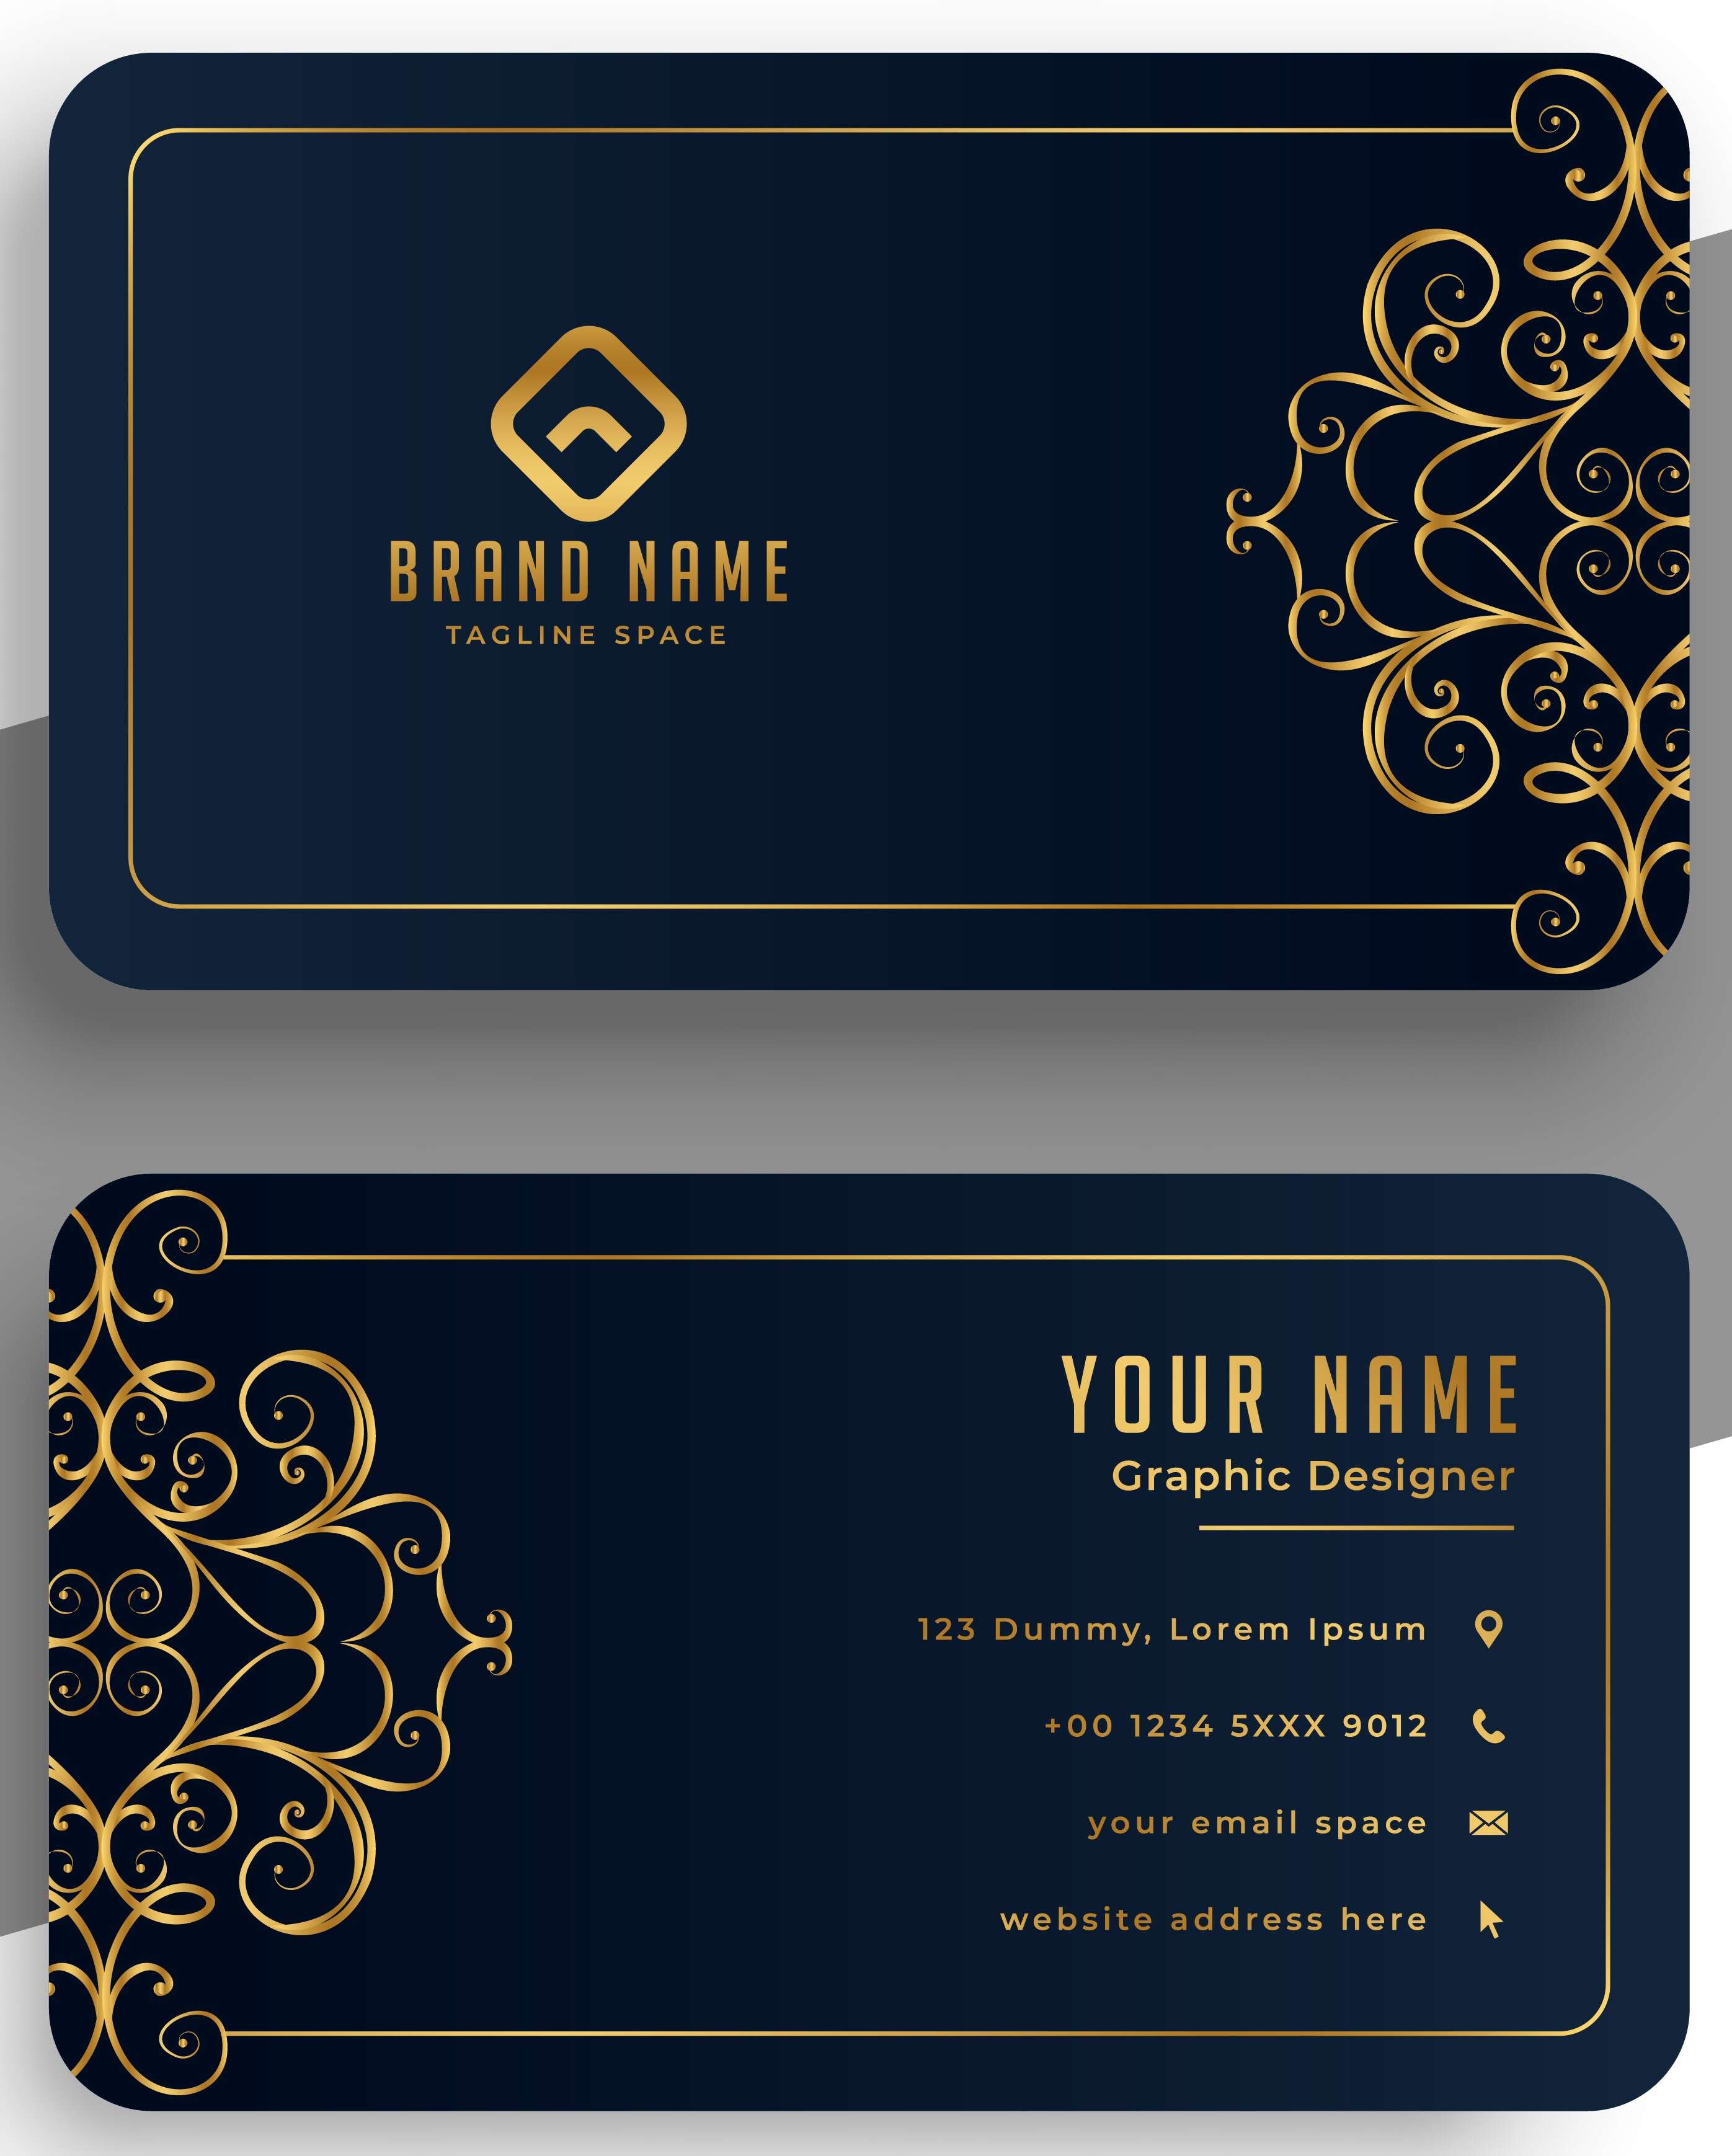 BRAND NAME
TAGLINE SPACE
YOUR NAME
Graphic Designer
123 Dummy, Lorem Ipsum
+00 1234 5XXX 9012
your email space
website address here